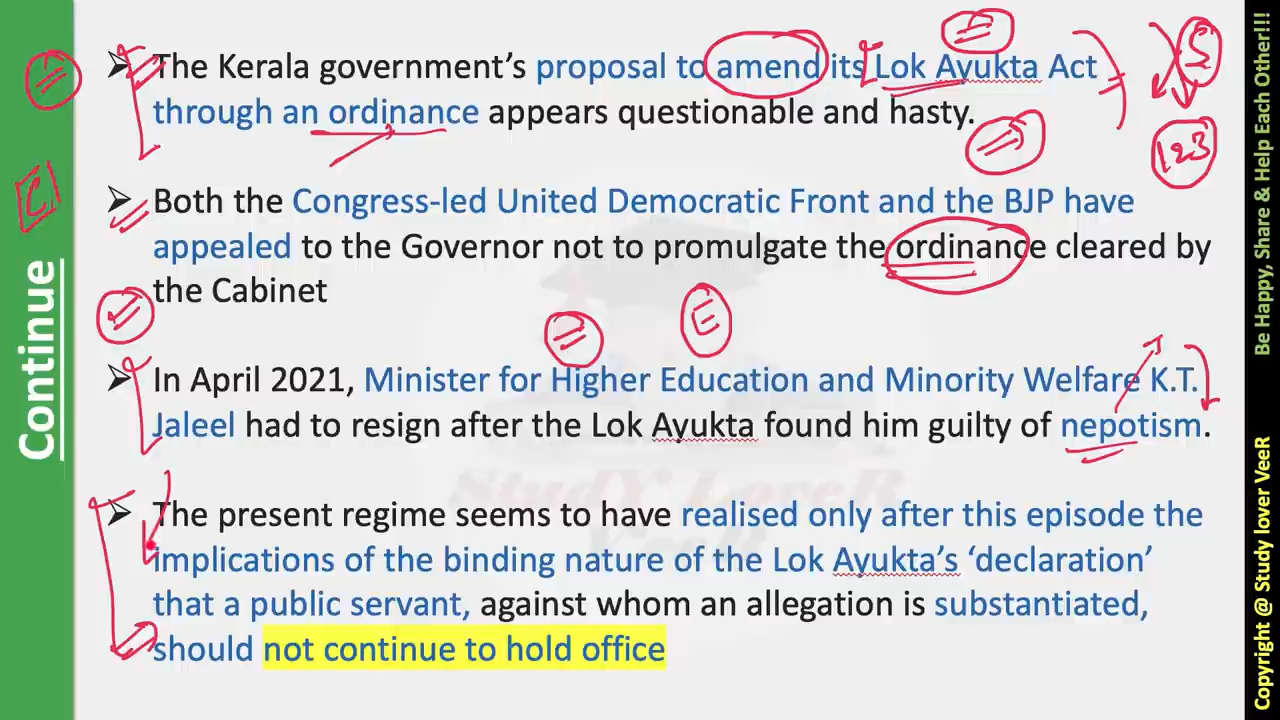 The Kerala government's proposal to amend its Lok Ayukta Act
through an ordinance appears questionable and hasty.
Both the Congress-led United Democratic Front and the BJP have
appealed to the Governor not to promulgate the ordinance cleared by
the Cabinet
In April 2021, Minister for Higher Education and Minority Welfare K.T.
Jaleel had to resign after the Lok Ayukta found him guilty of nepotism.
The present regime seems to have realised only after this episode the
implications of the binding nature of the Lok Ayukta's 'declaration'
that a public servant, against whom an allegation is substantiated,
should not continue to hold office
Continue
Be Happy, Share & Help Each Other!!!
Copyright @ Study lover VeeR
StudY LoveR
VeeR
123
C
E